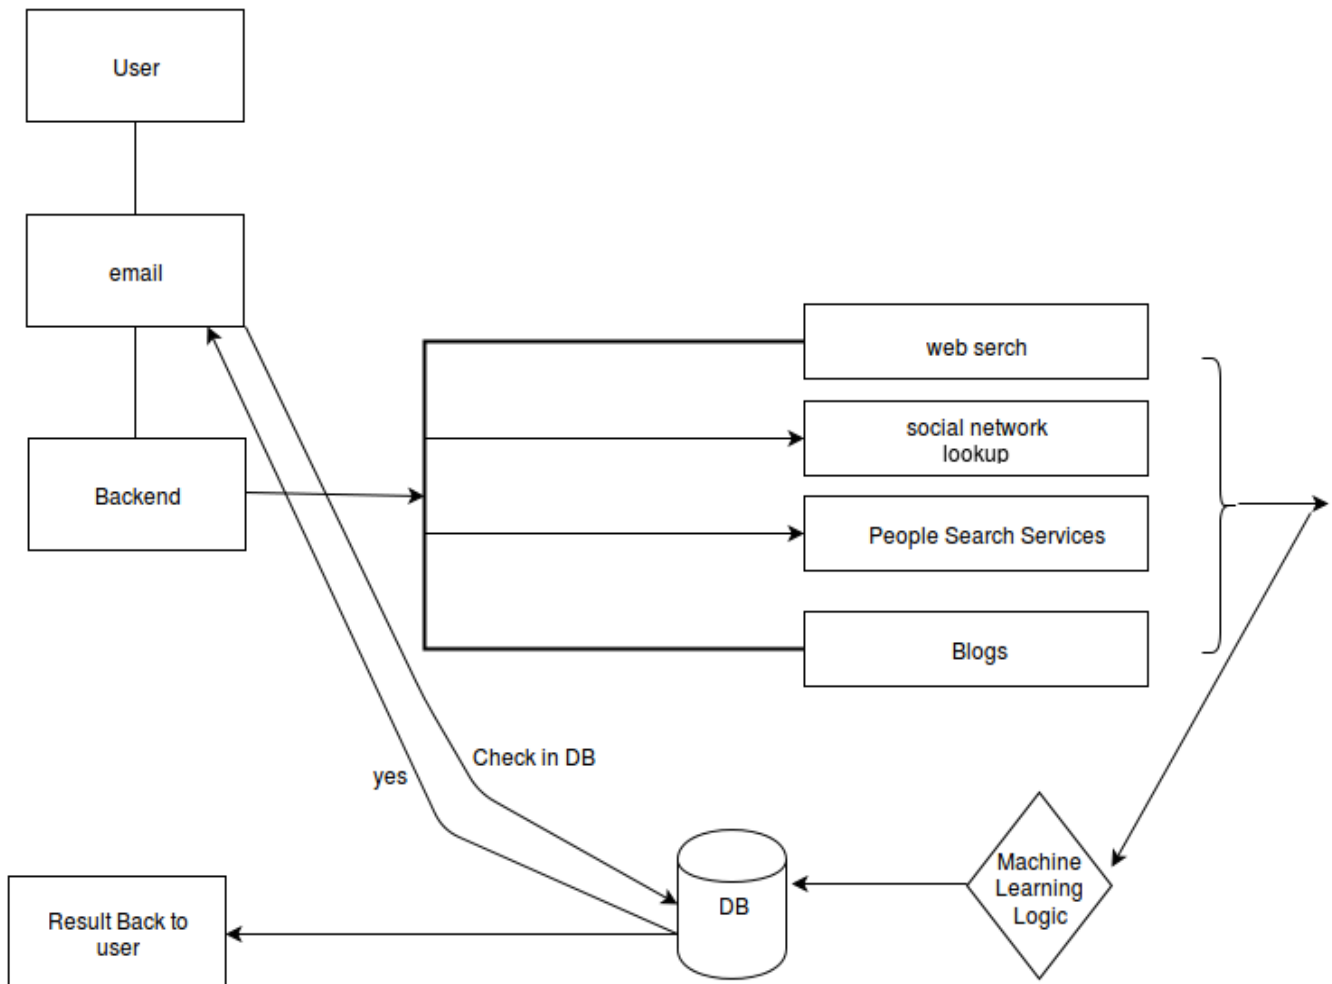 User
email
Backend
web serch
social network
lookup
People Search Services
Blogs
Check in DB
yes
Machine
Learning
Logic
DB
Result Back to
user